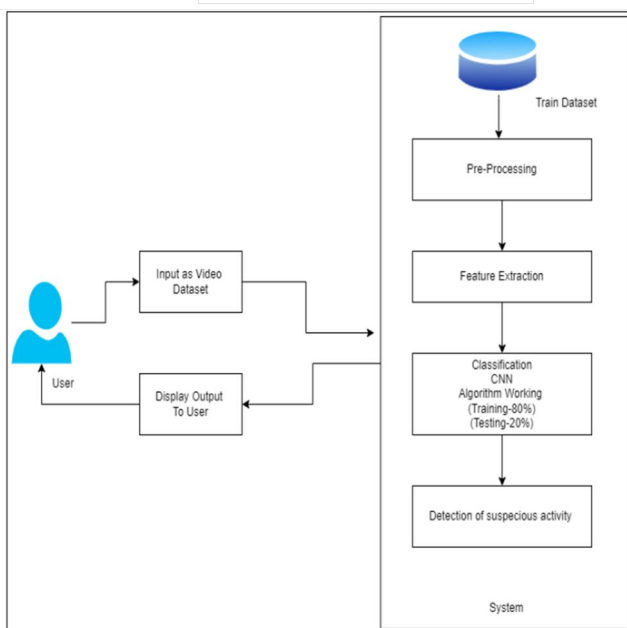 Train Dataset
Pre-Processing
Input as Video
Dataset
Feature Extraction
User
Display Output
To User
Classification
CNN
Algorithm Working
(Training-80%)
(Testing-20%)
Detection of suspecious activity
System